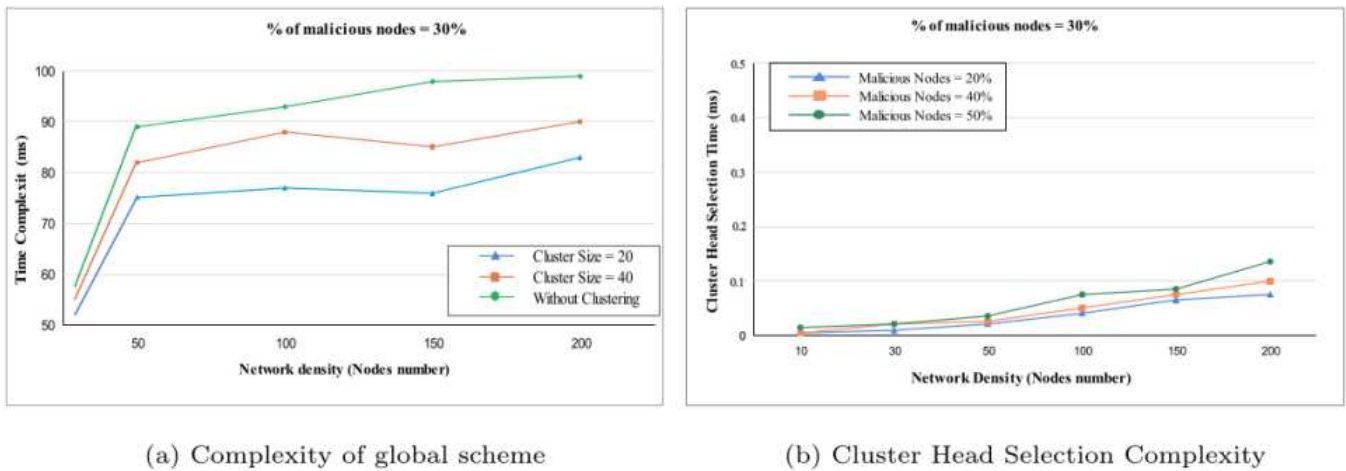 % of malicious nodes = 30%
100
90
80
70
60
50
Time Complexit (ms)
Cluster Size = 20
Cluster Size = 40
Without Clustering
50 100 150 200
Network density (Nodes number)
(a) Complexity of global scheme
% of malicious nodes = 30%
0.5
0.4
0.3
0.2
0.1
0
Cluster Head Selection Time (ms)
Malicious Nodes = 20%
Malicious Nodes = 40%
Malicious Nodes = 50%
10 30 50 100 150 200
Network Density (Nodes number)
(b) Cluster Head Selection Complexity